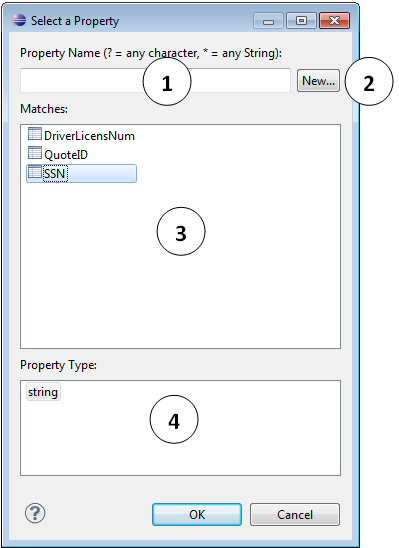 Select a Property
Property Name (? = any character, * = any String):
1
New...
2
Matches:
DriverLicensNum
QuoteID
SSN
3
Property Type:
string
4
?
OK
Cancel